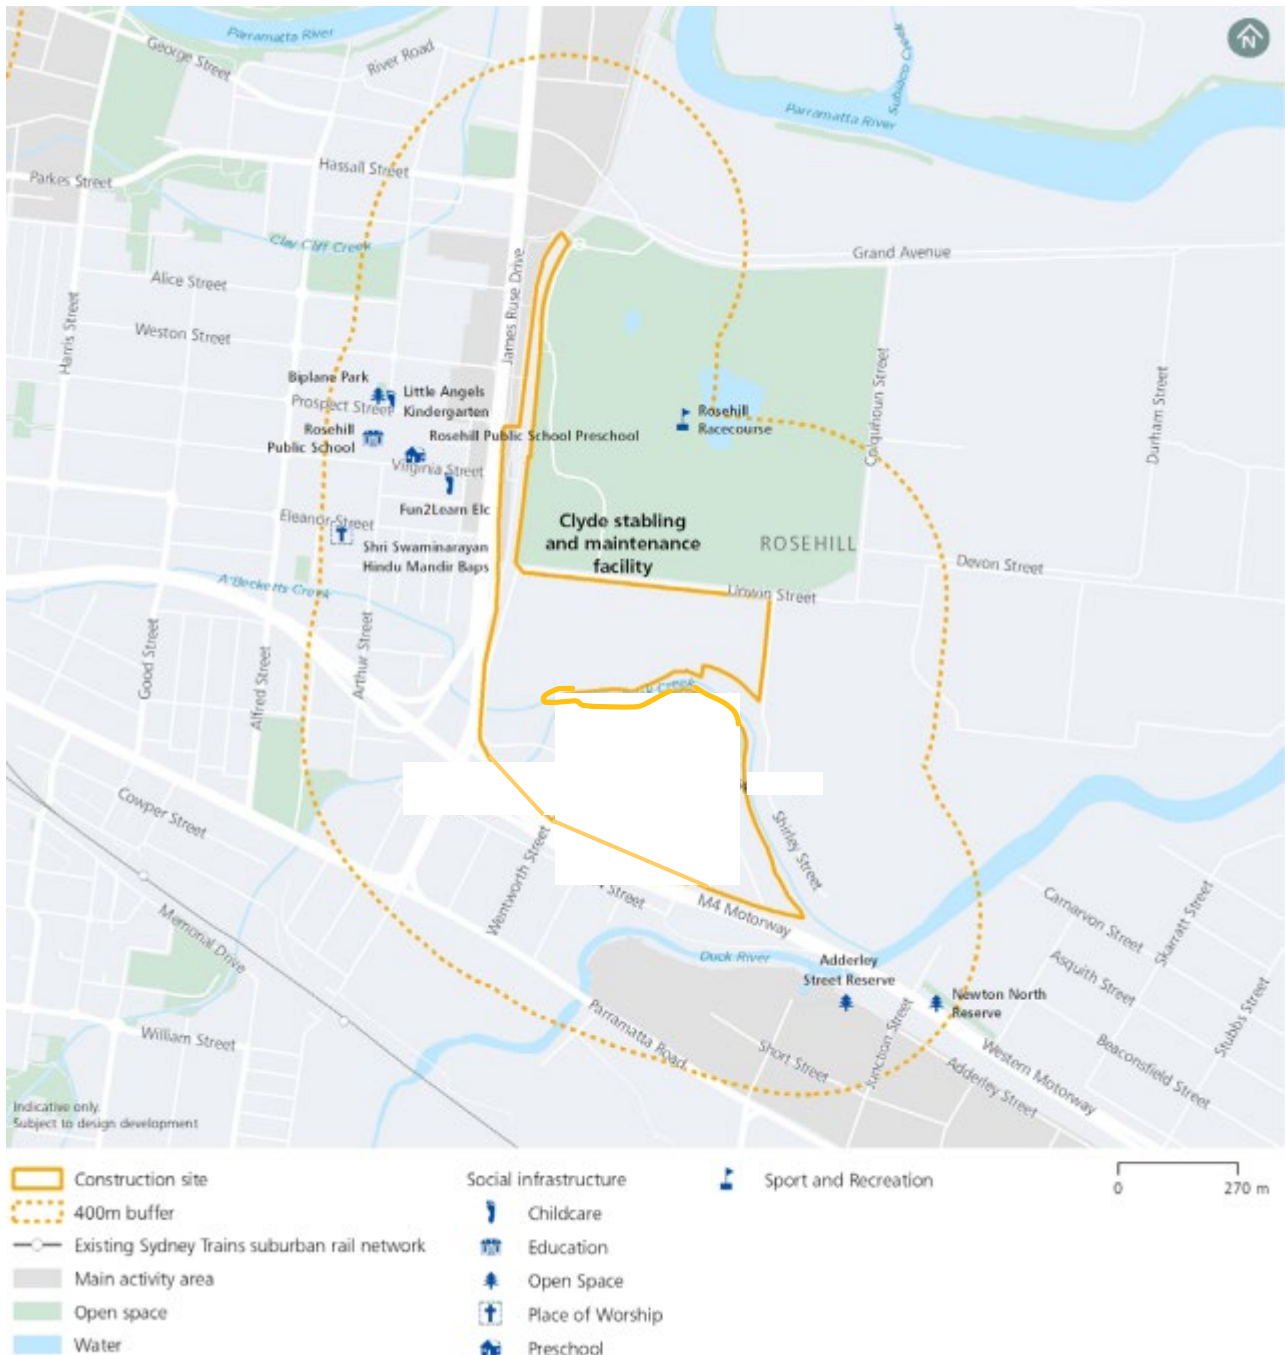 Parramatta River
George Street
River Road
N
Subiaco Creek
Parramatta River
Hassall Street
Parkes Street
Clay Cliff Creek
Grand Avenue
Alice Street
James Ruse Drive
Harris Street
Weston Street
Biplane Park
Little Angels
Kindergarten
Prospect Street
Rosehill
Public School
Rosehill Public School Preschool
Rosehill
Racecourse
Colquhoun Street
Durham Street
Virginia Street
Fun2Learn Elc
Eleanor Street
Shri Swaminarayan
Hindu Mandir Baps
Clyde stabling
and maintenance
facility
ROSEHILL
Devon Street
A'Becketts Creek
Unwin Street
Good Street
Alfred Street
Arthur Street
Creek
Cowper Street
Wentworth Street
Shirley Street
Street
M4 Motorway
Memorial Drive
Duck River
Adderley
Street Reserve
Carnarvon Street
Skarratt Street
Asquith Street
Newton North
Reserve
Stubbs Street
William Street
Parramatta Road
Short Street
Junction Street
Western Motorway
Beaconsfield Street
Adderley Street
Indicative only.
Subject to design development
Construction site
400m buffer
Existing Sydney Trains suburban rail network
Main activity area
Open space
Water
Social infrastructure
Childcare
Education
Open Space
Place of Worship
Preschool
Sport and Recreation
0 270 m